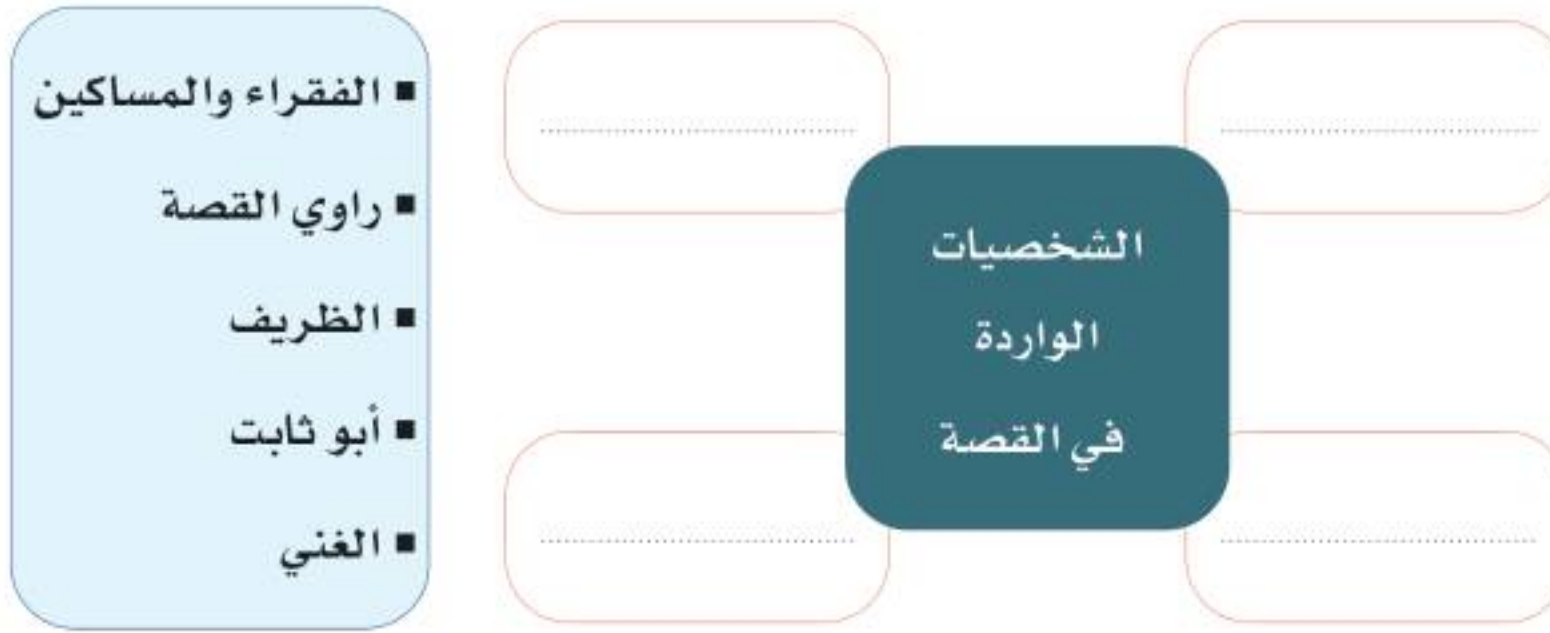 الشخصيات
الواردة
في القصة
▪ الفقراء والمساكين
▪ راوي القصة
▪ الظريف
▪ أبو ثابت
▪ الغني